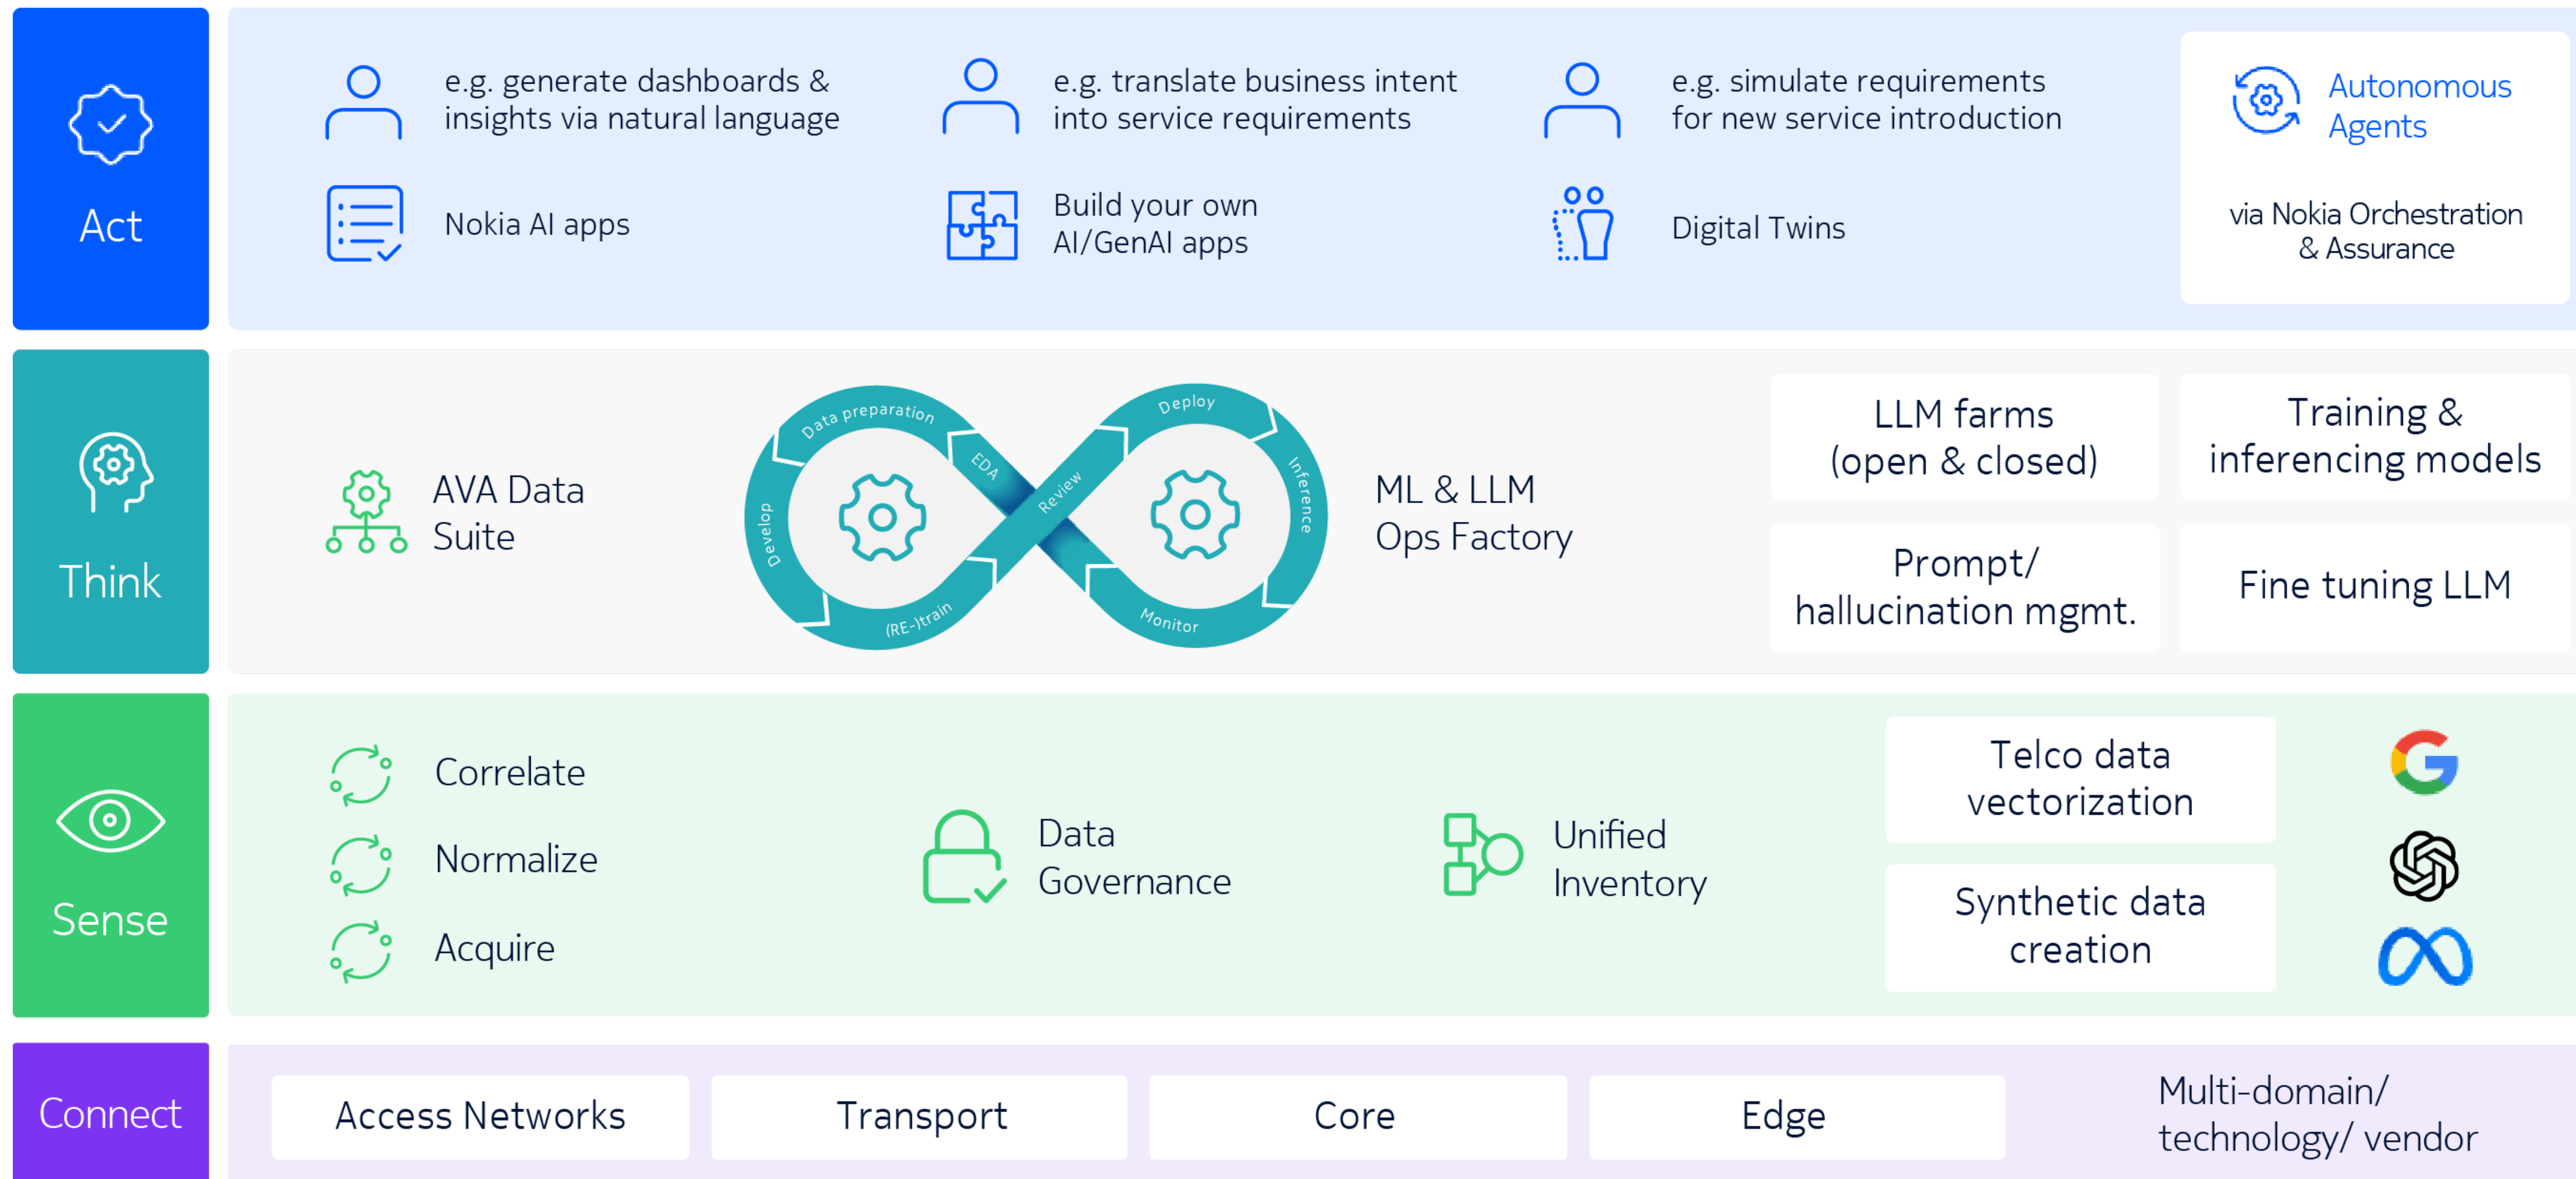 Act
e.g. generate dashboards &
insights via natural language
e.g. translate business intent
into service requirements
e.g. simulate requirements
for new service introduction
Autonomous
Agents
via Nokia Orchestration
& Assurance
Nokia AI apps
Build your own
AI/GenAI apps
Digital Twins
Think
AVA Data
Suite
Data preparation
EDA
Develop
(RE-)train
Review
Deploy
Inference
Monitor
ML & LLM
Ops Factory
LLM farms
(open & closed)
Training &
inferencing models
Prompt/
hallucination mgmt.
Fine tuning LLM
Sense
Correlate
Normalize
Acquire
Data
Governance
Unified
Inventory
Telco data
vectorization
Synthetic data
creation
Connect
Access Networks
Transport
Core
Edge
Multi-domain/
technology/ vendor